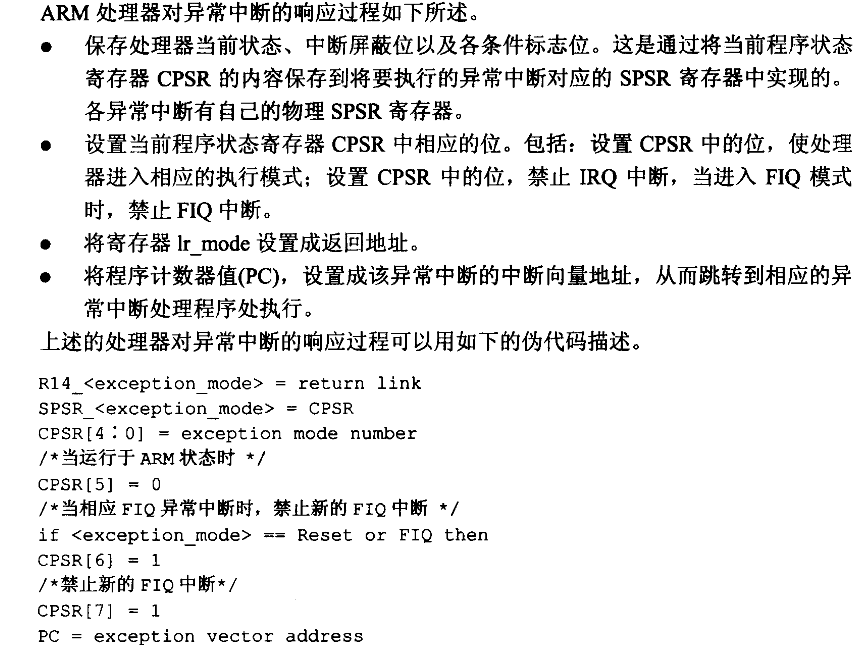 ARM 处理器对异常中断的响应过程如下所述。
● 保存处理器当前状态、中断屏蔽位以及各条件标志位。这是通过将当前程序状态
寄存器 CPSR 的内容保存到将要执行的异常中断对应的 SPSR 寄存器中实现的。
各异常中断有自己的物理 SPSR 寄存器。
● 设置当前程序状态寄存器 CPSR 中相应的位。包括：设置 CPSR 中的位，使处理
器进入相应的执行模式；设置 CPSR 中的位，禁止 IRQ 中断，当进入 FIQ 模式
时，禁止 FIQ 中断。
● 将寄存器 lr_mode 设置成返回地址。
● 将程序计数器值(PC)，设置成该异常中断的中断向量地址，从而跳转到相应的异
常中断处理程序处执行。
上述的处理器对异常中断的响应过程可以用如下的伪代码描述。
R14_<exception_mode> = return link
SPSR_<exception_mode> = CPSR
CPSR[4：0] = exception mode number
/*当运行于 ARM 状态时 */
CPSR[5] = 0
/*当相应 FIQ 异常中断时，禁止新的 FIQ 中断 */
if <exception_mode> == Reset or FIQ then
CPSR[6] = 1
/*禁止新的 FIQ 中断*/
CPSR[7] = 1
PC = exception vector address